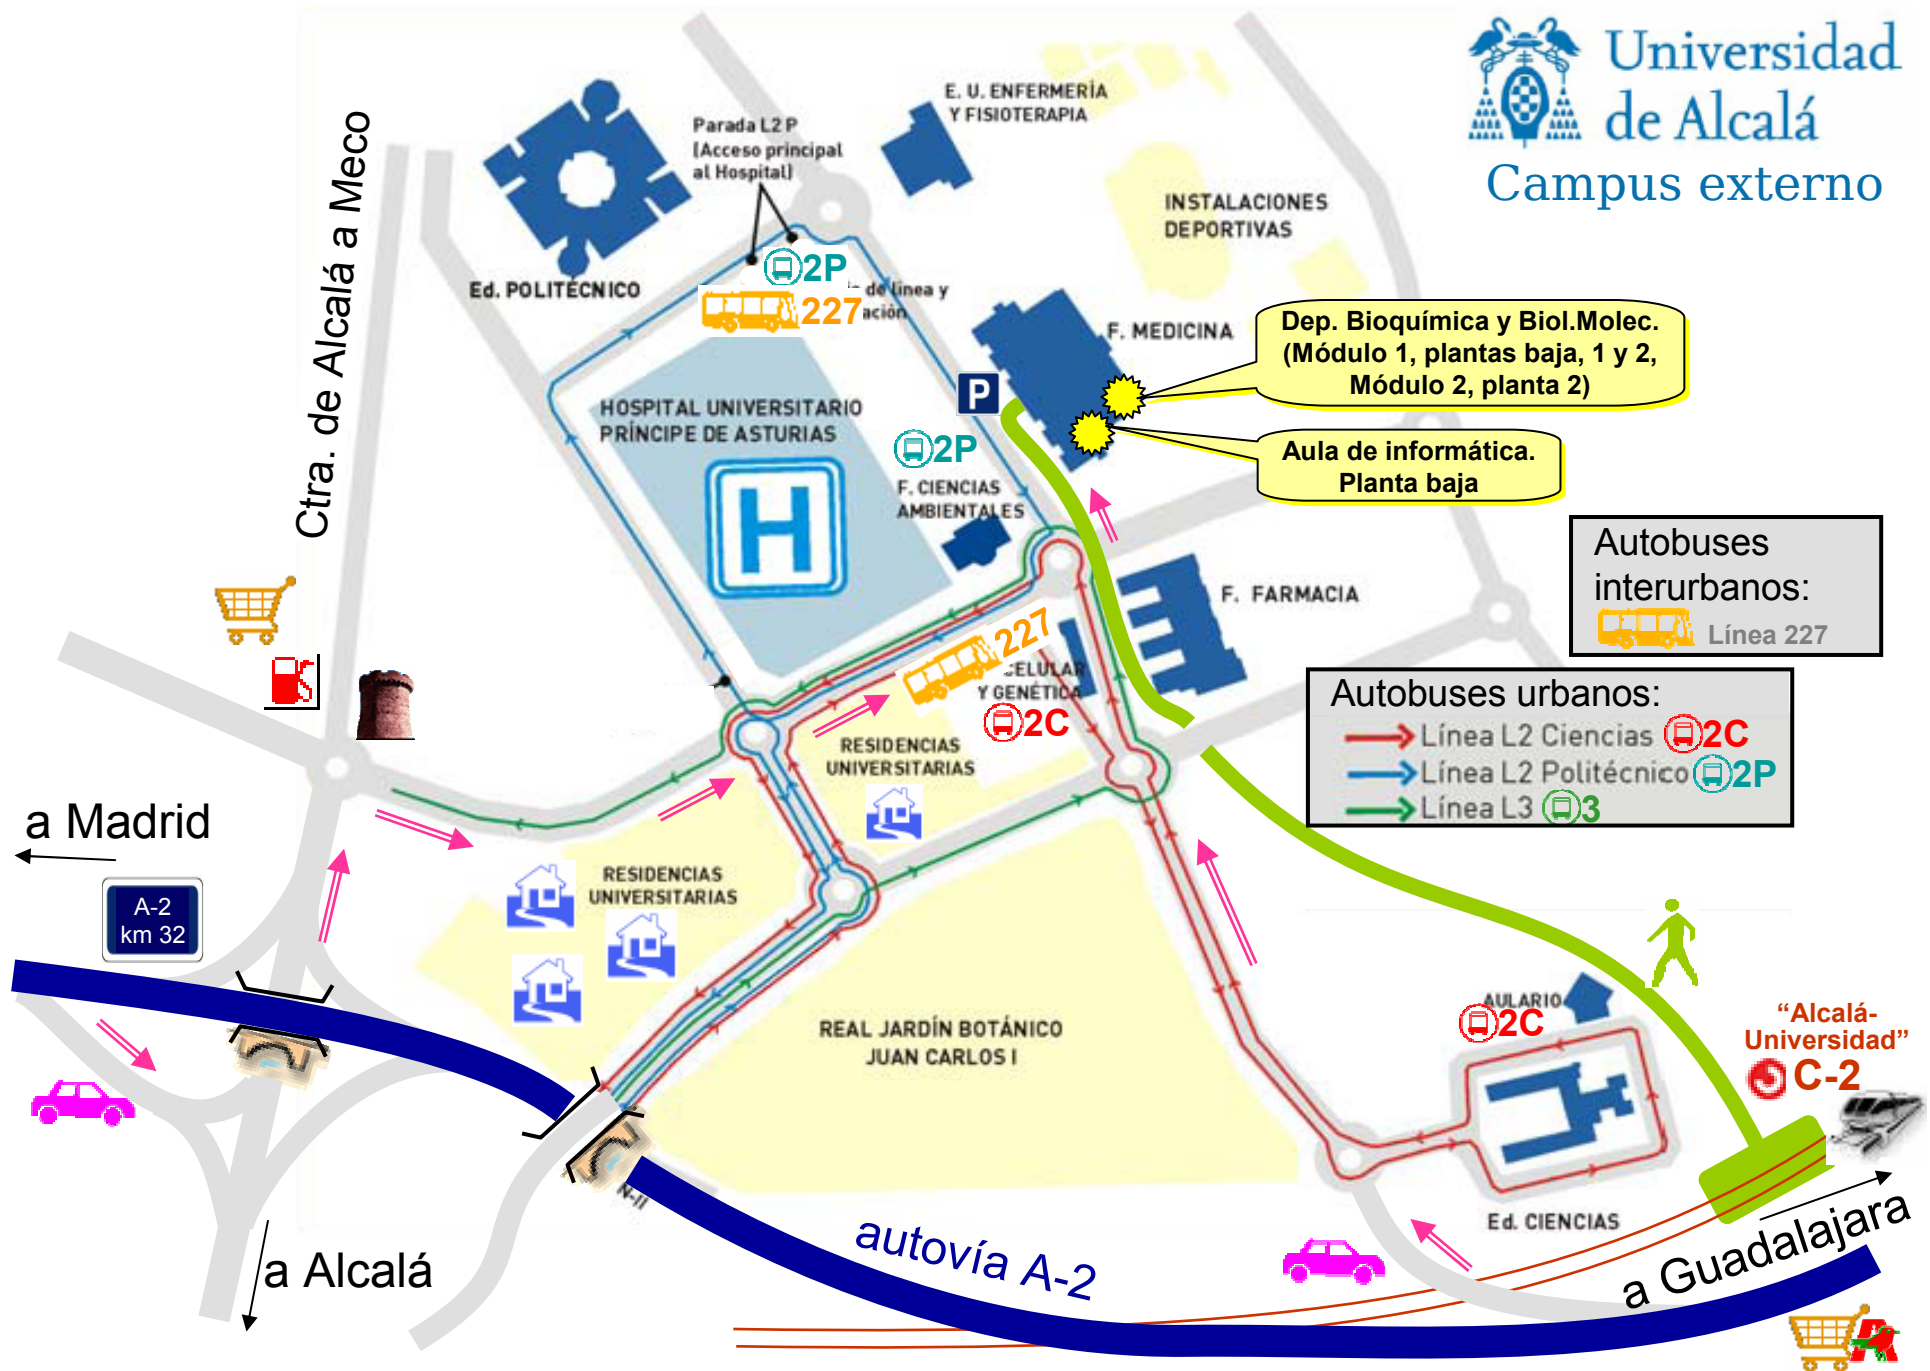 Universidad
de Alcalá
Campus externo
E. U. ENFERMERÍA
Y FISIOTERAPIA
Parada L2 P
(Acceso principal
al Hospital)
INSTALACIONES
DEPORTIVAS
Ctra. de Alcalá a Meco
Ed. POLITÉCNICO
2P
de línea y
227
F. MEDICINA
Dep. Bioquímica y Biol.Molec.
(Módulo 1, plantas baja, 1 y 2,
Módulo 2, planta 2)
P
HOSPITAL UNIVERSITARIO
PRÍNCIPE DE ASTURIAS
H
2P
Aula de informática.
Planta baja
F. CIENCIAS
AMBIENTALES
F. FARMACIA
Autobuses
interurbanos:
Línea 227
227
CELULAR
Y GENÉTICA
2C
Autobuses urbanos:
Línea L2 Ciencias 2C
Línea L2 Politécnico 2P
Línea L3 3
RESIDENCIAS
UNIVERSITARIAS
a Madrid
A-2
km 32
RESIDENCIAS
UNIVERSITARIAS
REAL JARDÍN BOTÁNICO
JUAN CARLOS I
AULARIO
2C
"Alcalá-
Universidad"
C-2
N-II
Ed. CIENCIAS
a Alcalá
autovía A-2
a Guadalajara